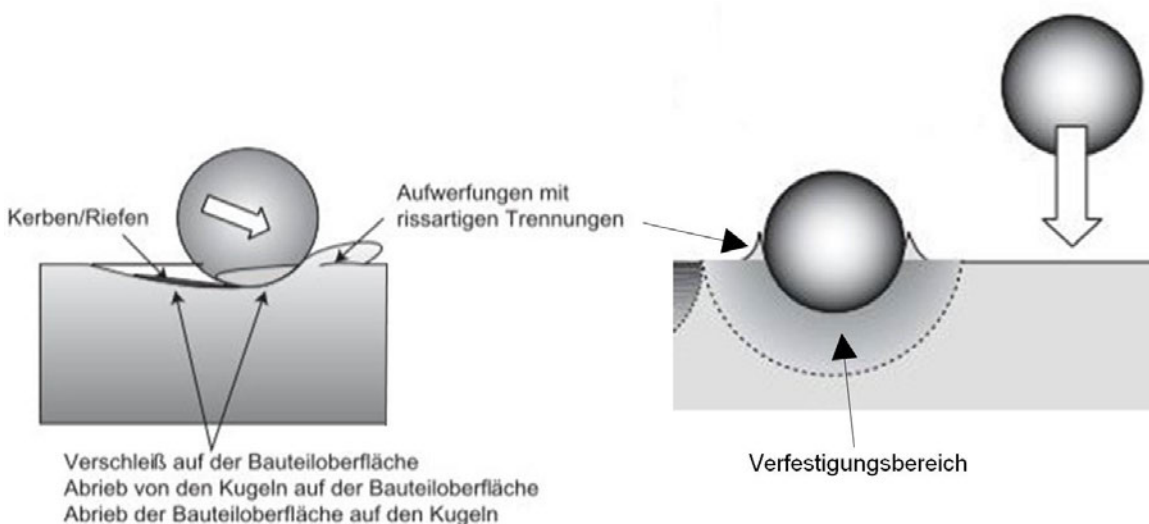 Kerben/Riefen
Aufwerfungen mit
rissartigen Trennungen
Verschleiß auf der Bauteiloberfläche
Abrieb von den Kugeln auf der Bauteiloberfläche
Abrieb der Bauteiloberfläche auf den Kugeln
Verfestigungsbereich